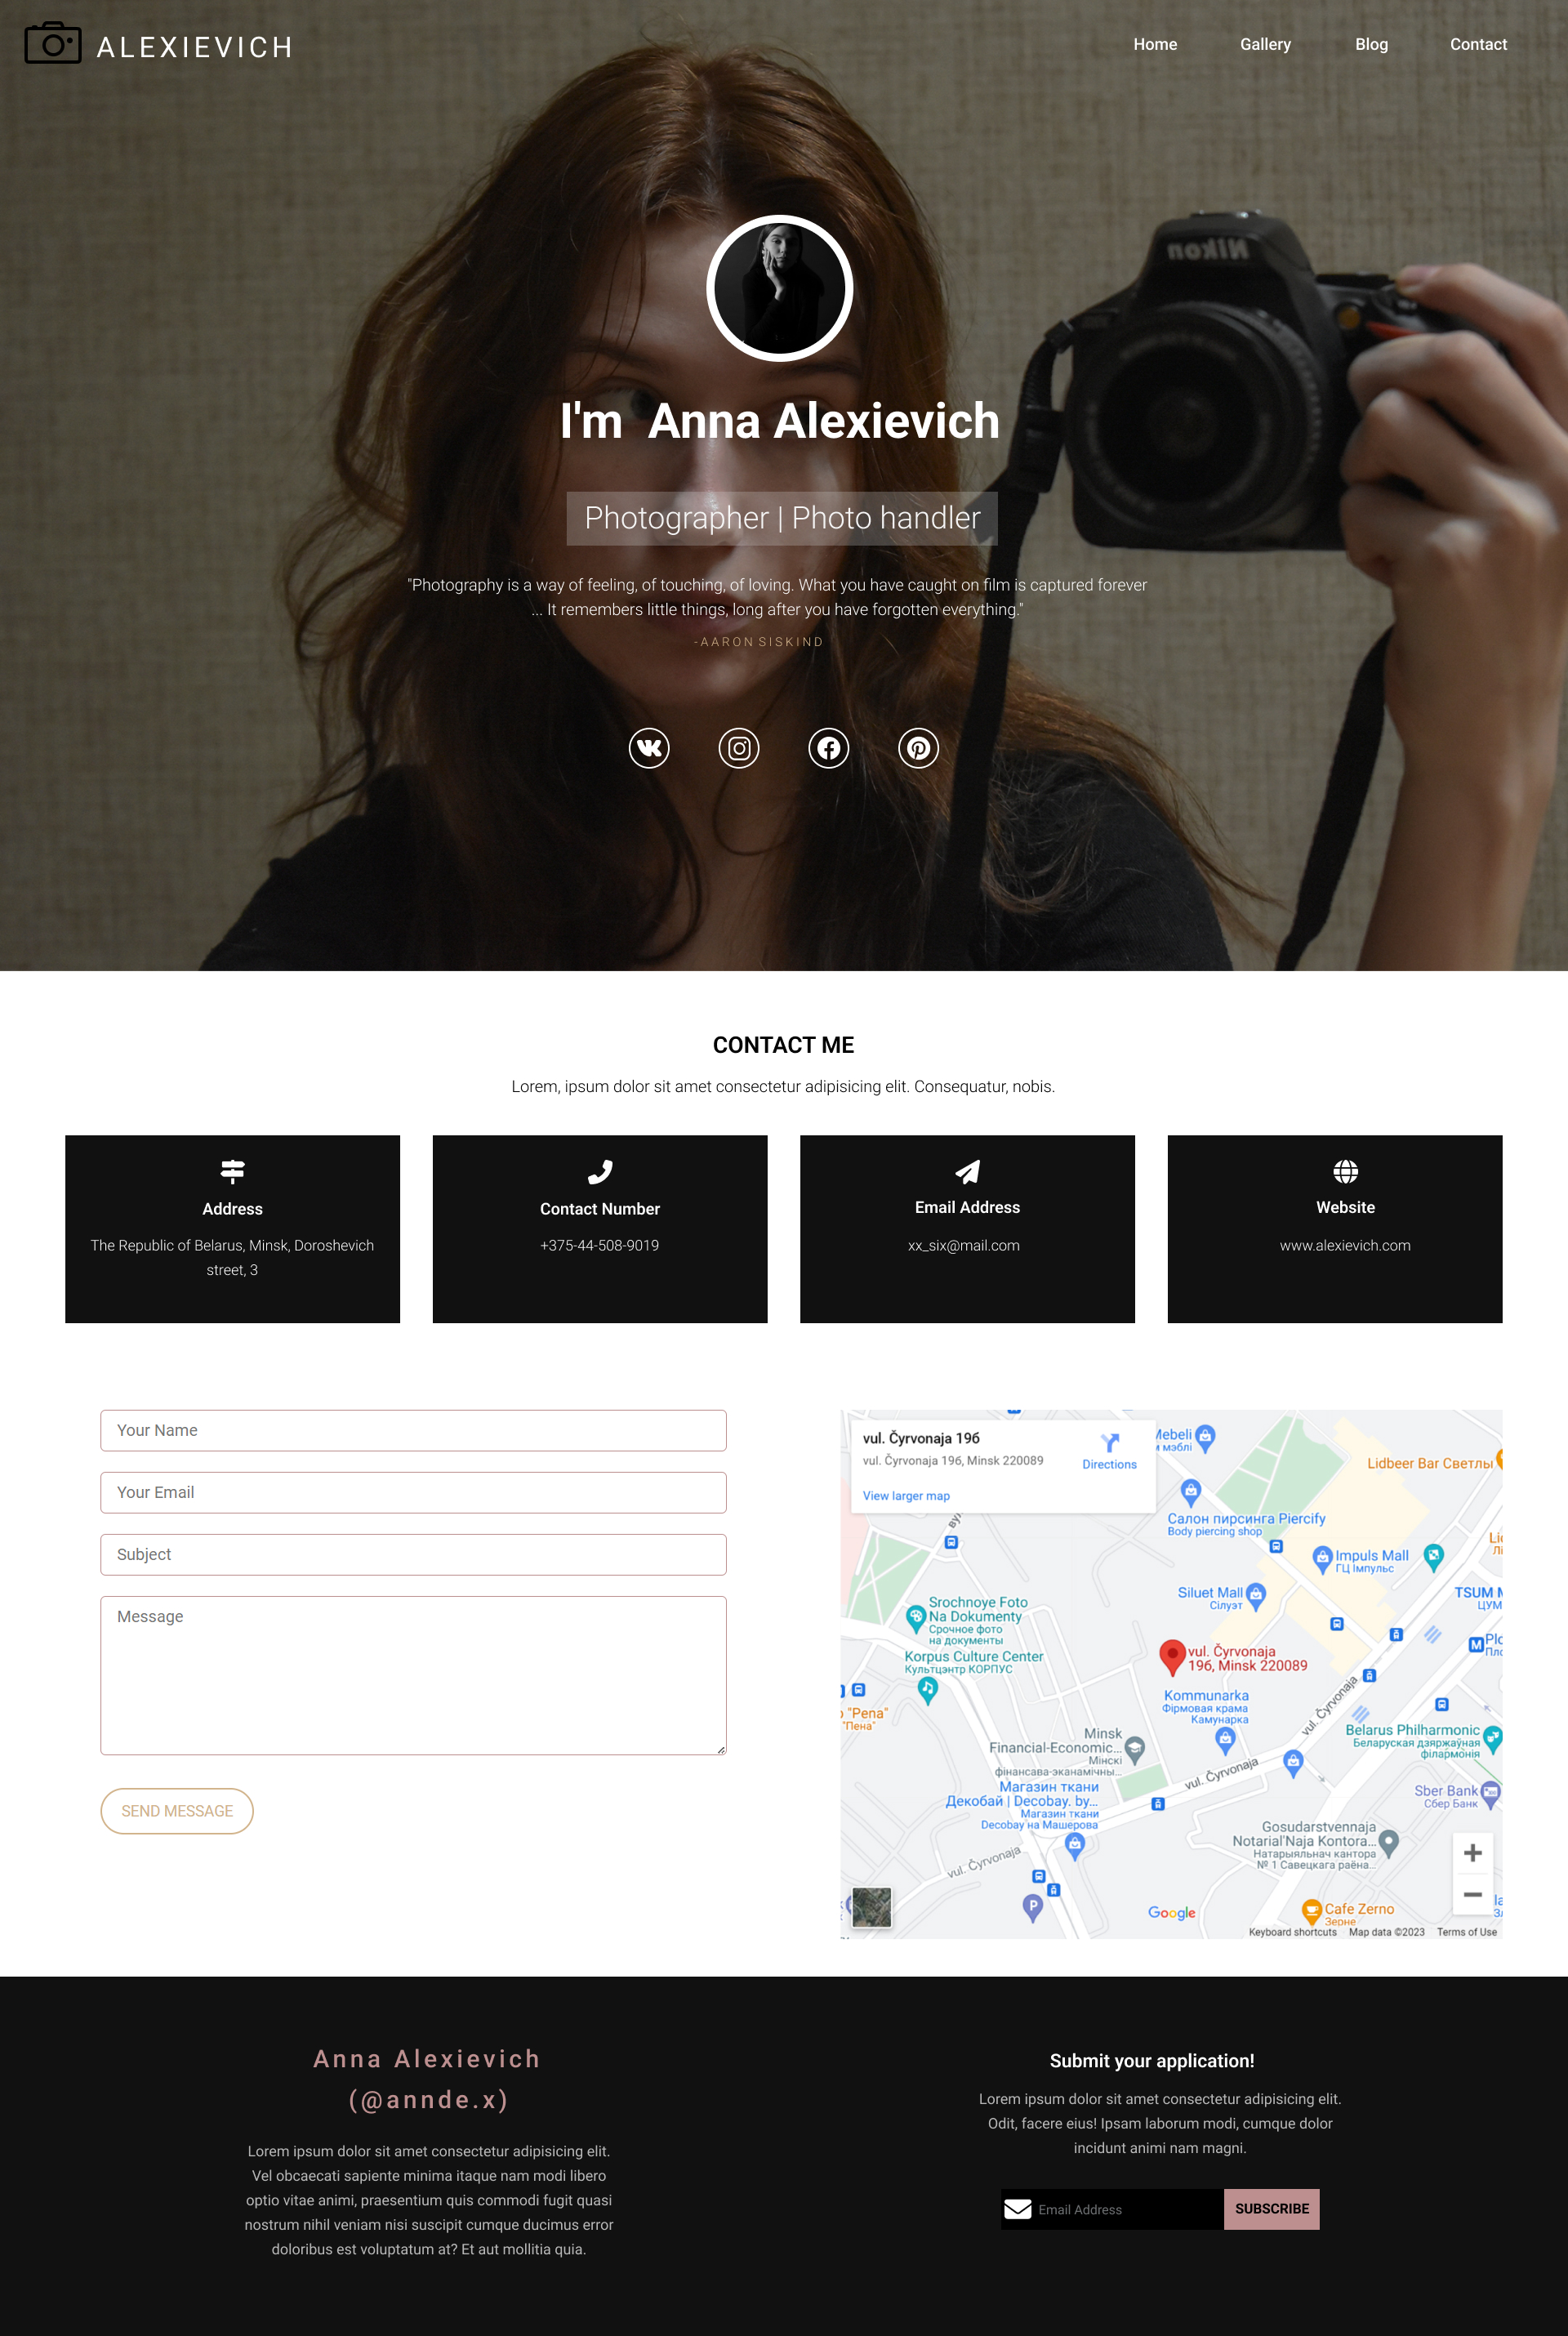 ALEXIEVICH
Home Gallery Blog Contact
Nikon
I'm Anna Alexievich
Photographer | Photo handler
"Photography is a way of feeling, of touching, of loving. What you have caught on film is captured forever
... It remembers little things, long after you have forgotten everything."
-AARON SISKIND
CONTACT ME
Lorem, ipsum dolor sit amet consectetur adipisicing elit. Consequatur, nobis.
Address
The Republic of Belarus, Minsk, Doroshevich
street, 3
Contact Number
+375-44-508-9019
Email Address
xx_six@mail.com
Website
www.alexievich.com
Your Name
Your Email
Subject
Message
SEND MESSAGE
vul. Čyrvonaja 19б
vul. Čyrvonaja 19б, Minsk 220089
Directions
View larger map
Mebeli
м мэблі
Lidbeer Bar Светлы
Салон пирсинга Piercify
Body piercing shop
Impuls Mall
ГЦ Імпульс
Siluet Mall
Сілуэт
TSUM
ЦУМ
Srochnoye Foto
Na Dokumenty
Срочное фото
на документы
Korpus Culture Center
Культцэнтр КОРПУС
vul. Čyrvonaja
19б, Minsk 220089
Kommunarka
Фірмовая крама
Камунарка
"Pena"
"Пена"
vul. Čyrvonaja
Minsk
Financial-Economic...
Мінскі
фінансава-эканамічны...
Belarus Philharmonic
Беларуская дзяржаўная
філармонія
vul. Čyrvonaja
Магазин ткани
Декобай | Decobay. by...
Магазин ткани
Decobay на Машерова
Sber Bank
Сбер Банк
Gosudarstvennaja
Notarial'Naja Kontora...
Натарыяльнач кантора
№ 1 Савецкага раёна...
vul. Čyrvonaja
P
M
Google
Cafe Zerno
Зерне
Keyboard shortcuts Map data ©2023 Terms of Use
Anna Alexievich
(@annde.x)
Lorem ipsum dolor sit amet consectetur adipisicing elit.
Vel obcaecati sapiente minima itaque nam modi libero
optio vitae animi, praesentium quis commodi fugit quasi
nostrum nihil veniam nisi suscipit cumque ducimus error
doloribus est voluptatum at? Et aut mollitia quia.
Submit your application!
Lorem ipsum dolor sit amet consectetur adipisicing elit.
Odit, facere eius! Ipsam laborum modi, cumque dolor
incidunt animi nam magni.
Email Address
SUBSCRIBE